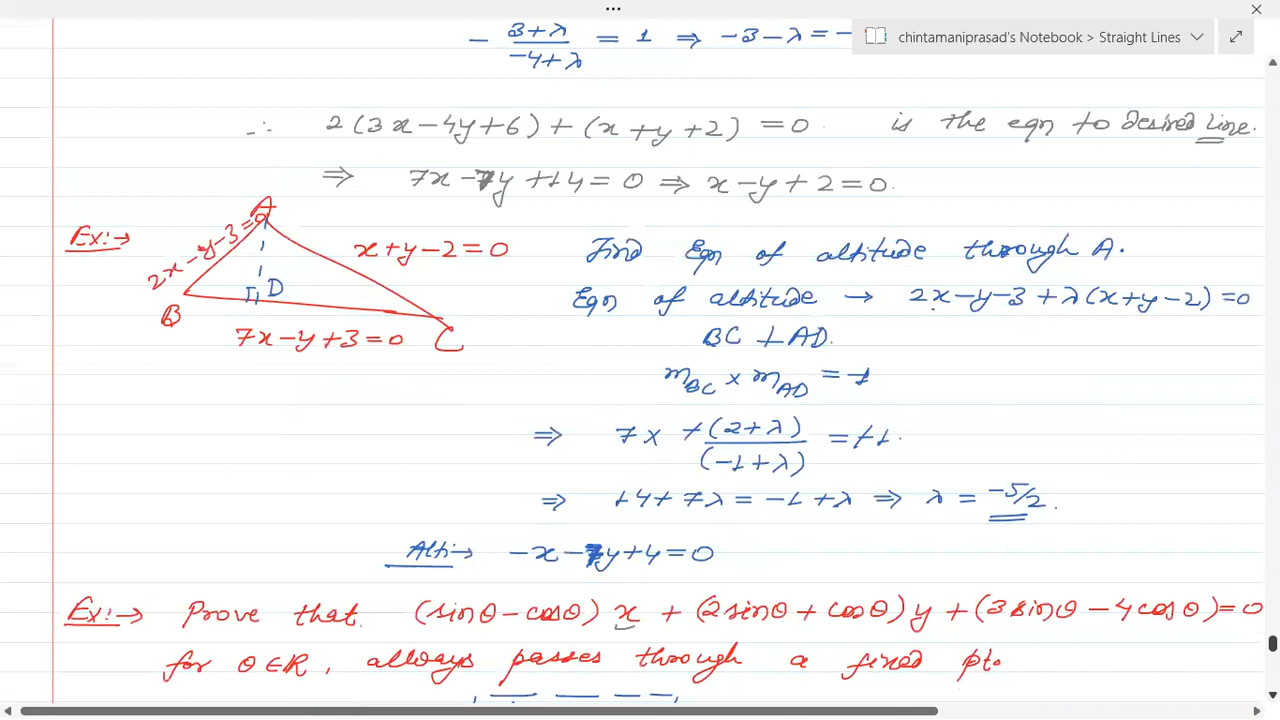 - (3+λ)/(-4+λ) = 1 ⇒ -3-λ = -
chintamaniprasad's Notebook > Straight Lines
∴ 2(3x-4y+6)+(x+y+2) = 0. is the eqn to desired Line.
⇒ 7x-7y+14=0 ⇒ x-y+2=0.
Ex:→
A
2x-y-3=0
x+y-2=0
B
D
7x-y+3=0
C
Find Eqn of altitude through A.
Eqn of altitude → 2x-y-3+λ(x+y-2)=0
BC ⊥ AD.
m_BC × m_AD = -1
⇒ 7 × +(2+λ)/(-1+λ) = +1.
⇒ 14+7λ = -1+λ ⇒ λ = -5/2.
Alti→ -x-7y+4=0
Ex:→ Prove that (sinθ-cosθ)x + (2sinθ+cosθ)y + (3sinθ-4cosθ)=0
for θ∈R, always passes through a fixed pt.